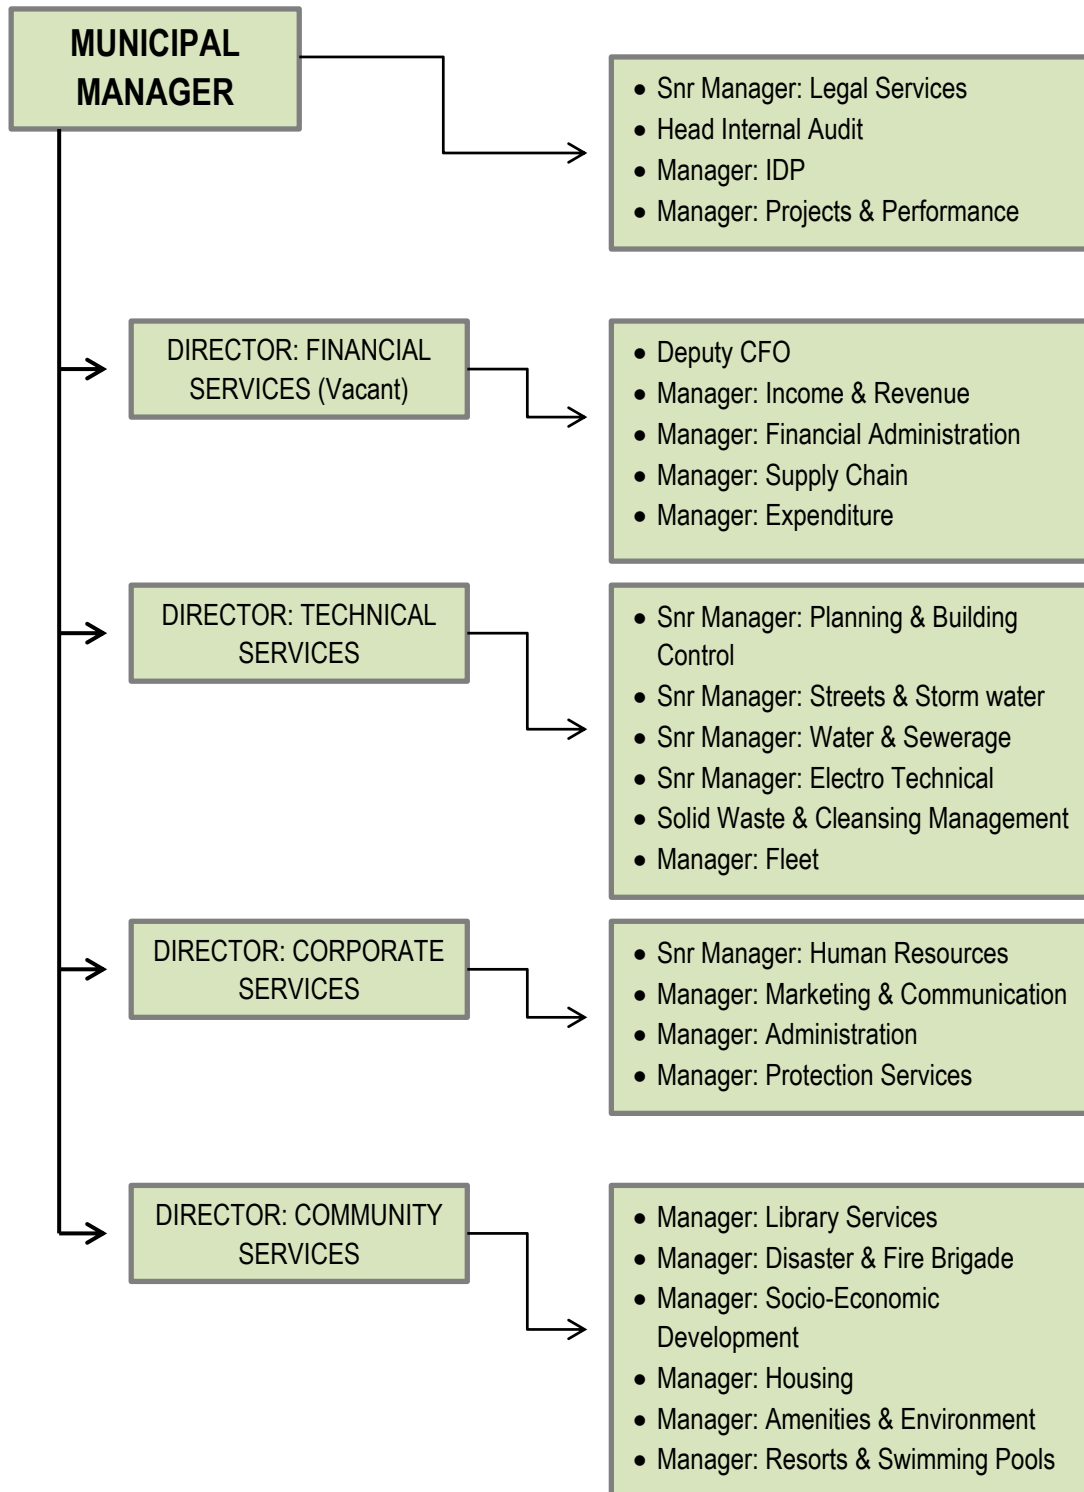 MUNICIPAL
MANAGER
• Snr Manager: Legal Services
• Head Internal Audit
• Manager: IDP
• Manager: Projects & Performance
DIRECTOR: FINANCIAL
SERVICES (Vacant)
• Deputy CFO
• Manager: Income & Revenue
• Manager: Financial Administration
• Manager: Supply Chain
• Manager: Expenditure
DIRECTOR: TECHNICAL
SERVICES
• Snr Manager: Planning & Building
Control
• Snr Manager: Streets & Storm water
• Snr Manager: Water & Sewerage
• Snr Manager: Electro Technical
• Solid Waste & Cleansing Management
• Manager: Fleet
DIRECTOR: CORPORATE
SERVICES
• Snr Manager: Human Resources
• Manager: Marketing & Communication
• Manager: Administration
• Manager: Protection Services
DIRECTOR: COMMUNITY
SERVICES
• Manager: Library Services
• Manager: Disaster & Fire Brigade
• Manager: Socio-Economic
Development
• Manager: Housing
• Manager: Amenities & Environment
• Manager: Resorts & Swimming Pools